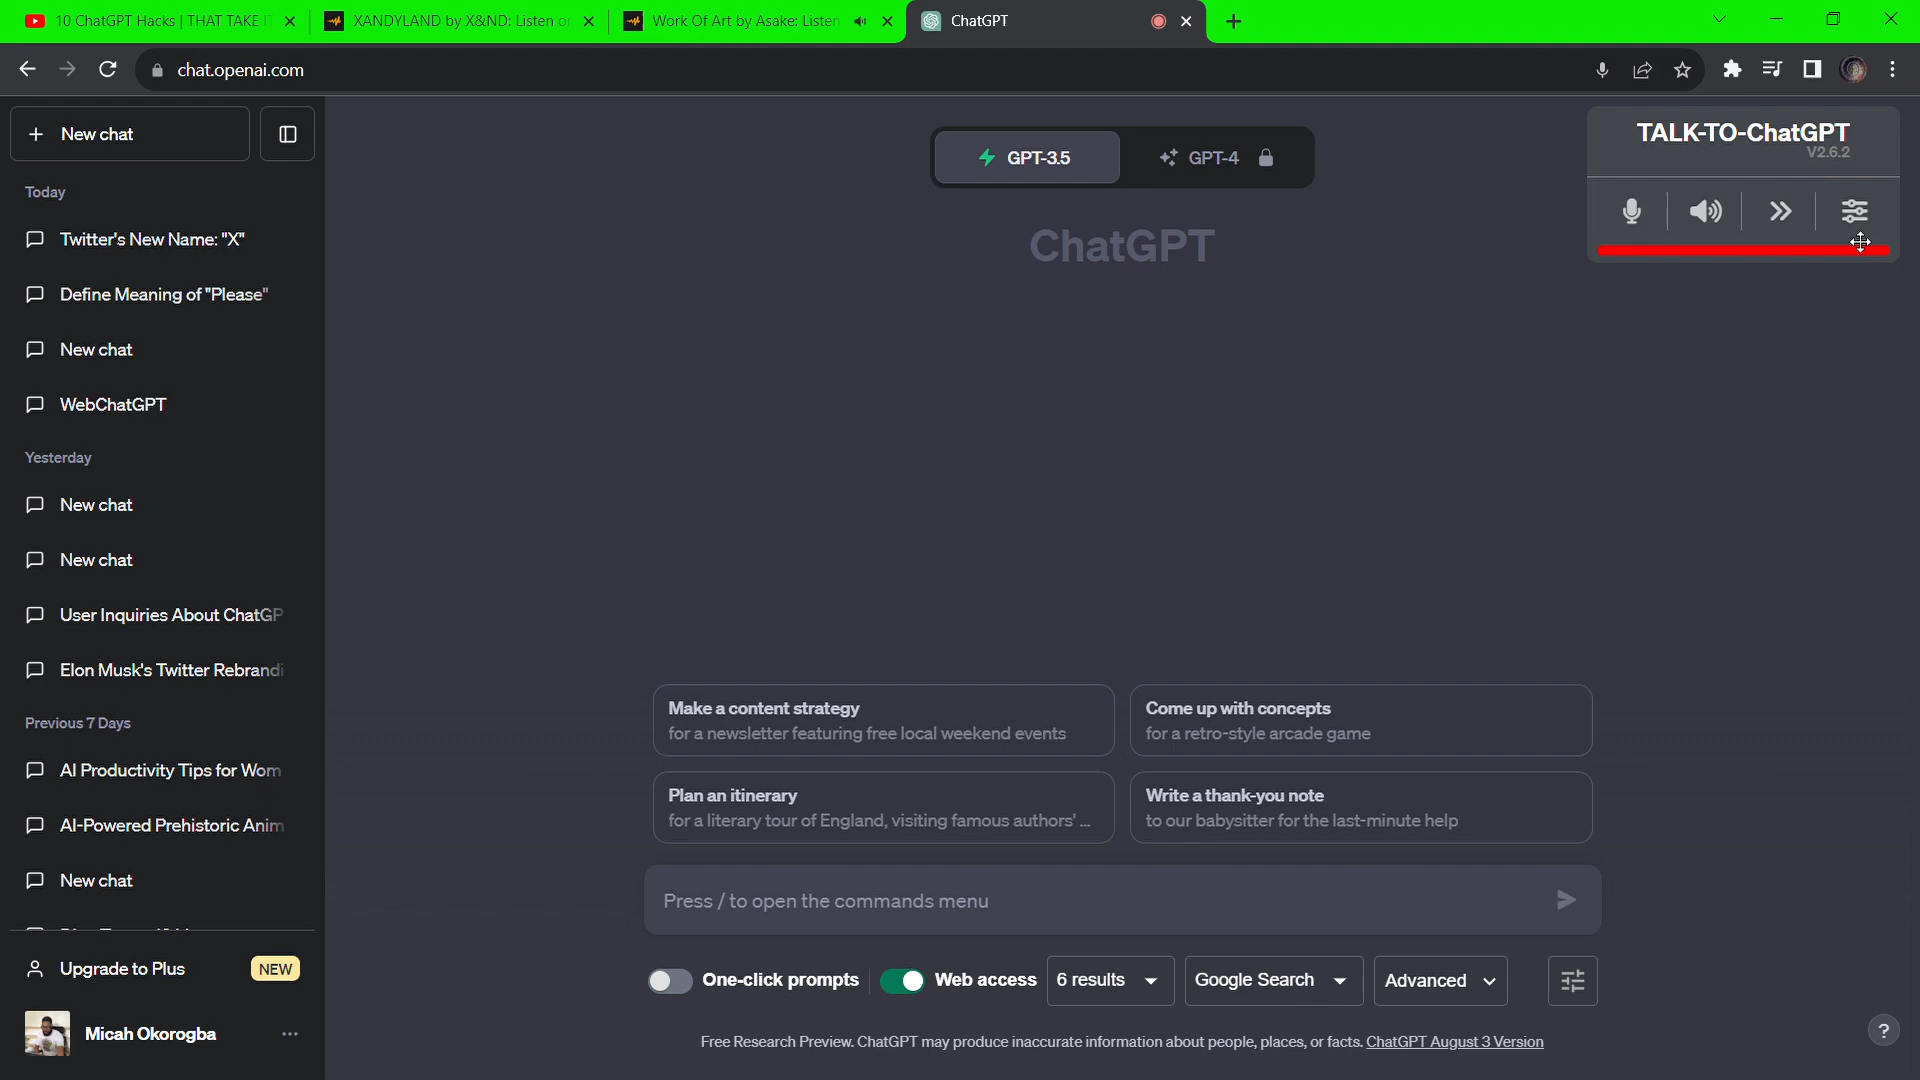 10 ChatGPT Hacks | THAT TAKE IT
XANDYLAND by X&ND: Listen on
Work Of Art by Asake: Listen
ChatGPT
chat.openai.com
New chat
Today
Twitter's New Name: "X"
Define Meaning of "Please"
New chat
WebChatGPT
Yesterday
New chat
New chat
User Inquiries About ChatGP
Elon Musk's Twitter Rebrandi
Previous 7 Days
AI Productivity Tips for Wom
AI-Powered Prehistoric Anim
New chat
Upgrade to Plus
NEW
Micah Okorogba
GPT-3.5
GPT-4
ChatGPT
TALK-TO-ChatGPT
V2.6.2
Make a content strategy
for a newsletter featuring free local weekend events
Come up with concepts
for a retro-style arcade game
Plan an itinerary
for a literary tour of England, visiting famous authors' ...
Write a thank-you note
to our babysitter for the last-minute help
Press / to open the commands menu
One-click prompts
Web access
6 results
Google Search
Advanced
Free Research Preview. ChatGPT may produce inaccurate information about people, places, or facts. ChatGPT August 3 Version
?